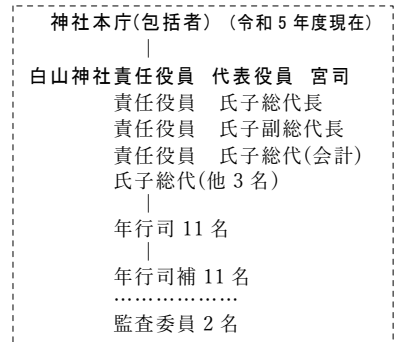 神社本庁(包括者) (令和5年度現在)
｜
白山神社責任役員 代表役員 宮司
責任役員 氏子総代長
責任役員 氏子副総代長
責任役員 氏子総代(会計)
氏子総代(他3名)
｜
年行司11名
｜
年行司補11名
………………
監査委員2名